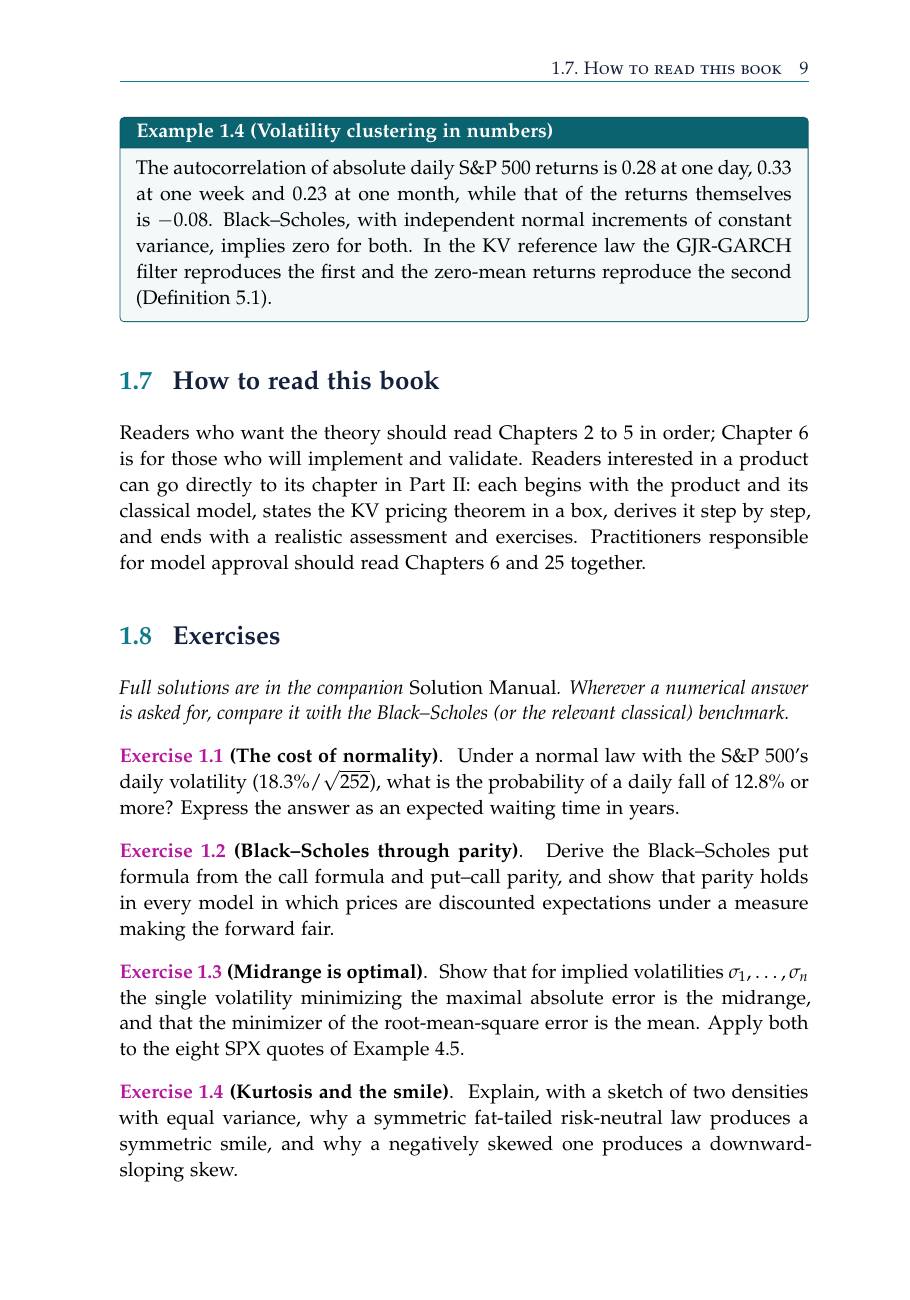 1.7. How to read this book 9
Example 1.4 (Volatility clustering in numbers)
The autocorrelation of absolute daily S&P 500 returns is 0.28 at one day, 0.33
at one week and 0.23 at one month, while that of the returns themselves
is −0.08. Black–Scholes, with independent normal increments of constant
variance, implies zero for both. In the KV reference law the GJR-GARCH
filter reproduces the first and the zero-mean returns reproduce the second
(Definition 5.1).
1.7 How to read this book
Readers who want the theory should read Chapters 2 to 5 in order; Chapter 6
is for those who will implement and validate. Readers interested in a product
can go directly to its chapter in Part II: each begins with the product and its
classical model, states the KV pricing theorem in a box, derives it step by step,
and ends with a realistic assessment and exercises. Practitioners responsible
for model approval should read Chapters 6 and 25 together.
1.8 Exercises
Full solutions are in the companion Solution Manual. Wherever a numerical answer
is asked for, compare it with the Black–Scholes (or the relevant classical) benchmark.
Exercise 1.1 (The cost of normality). Under a normal law with the S&P 500's
daily volatility (18.3%/√252), what is the probability of a daily fall of 12.8% or
more? Express the answer as an expected waiting time in years.
Exercise 1.2 (Black–Scholes through parity). Derive the Black–Scholes put
formula from the call formula and put–call parity, and show that parity holds
in every model in which prices are discounted expectations under a measure
making the forward fair.
Exercise 1.3 (Midrange is optimal). Show that for implied volatilities σ₁, . . . , σₙ
the single volatility minimizing the maximal absolute error is the midrange,
and that the minimizer of the root-mean-square error is the mean. Apply both
to the eight SPX quotes of Example 4.5.
Exercise 1.4 (Kurtosis and the smile). Explain, with a sketch of two densities
with equal variance, why a symmetric fat-tailed risk-neutral law produces a
symmetric smile, and why a negatively skewed one produces a downward-
sloping skew.